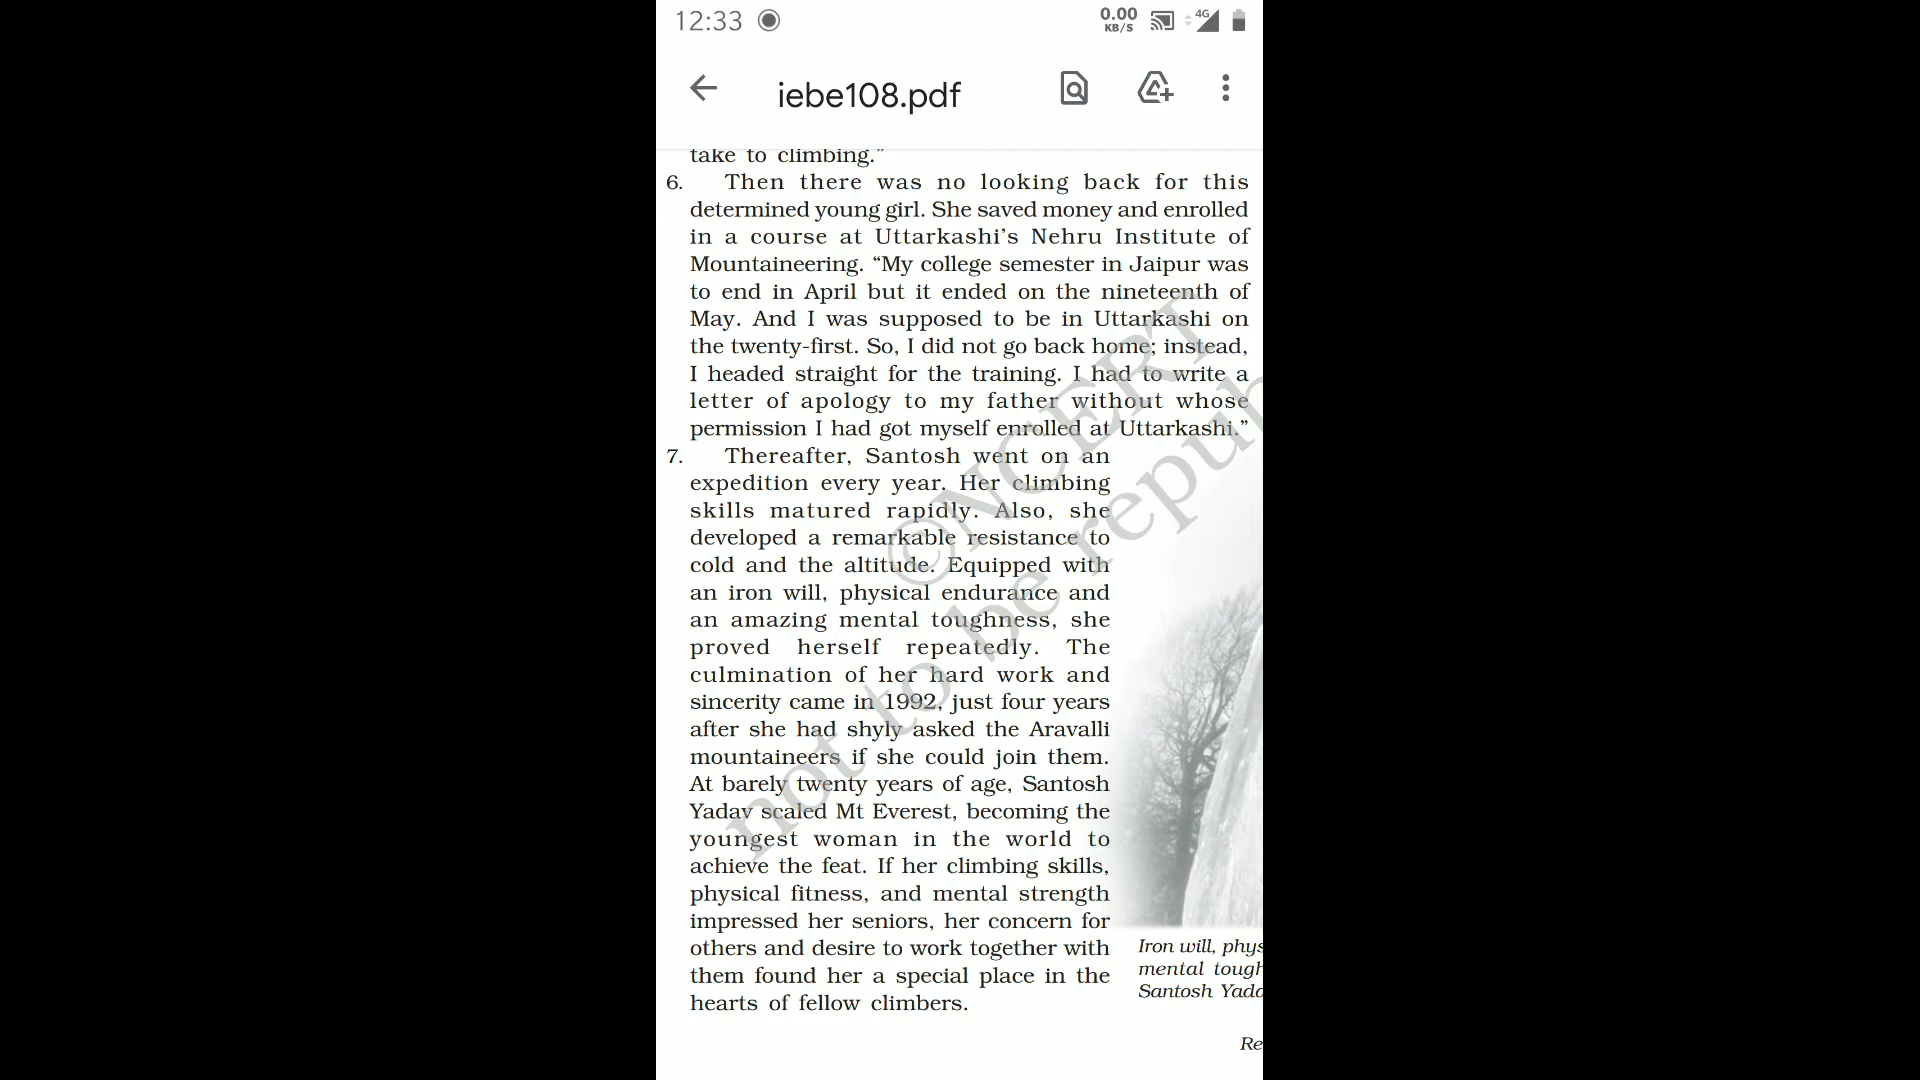 12:33
0.00
KB/S
4G
iebe108.pdf
take to climbing.”
6. Then there was no looking back for this
determined young girl. She saved money and enrolled
in a course at Uttarkashi’s Nehru Institute of
Mountaineering. “My college semester in Jaipur was
to end in April but it ended on the nineteenth of
May. And I was supposed to be in Uttarkashi on
the twenty-first. So, I did not go back home; instead,
I headed straight for the training. I had to write a
letter of apology to my father without whose
permission I had got myself enrolled at Uttarkashi.”
7. Thereafter, Santosh went on an
expedition every year. Her climbing
skills matured rapidly. Also, she
developed a remarkable resistance to
cold and the altitude. Equipped with
an iron will, physical endurance and
an amazing mental toughness, she
proved herself repeatedly. The
culmination of her hard work and
sincerity came in 1992, just four years
after she had shyly asked the Aravalli
mountaineers if she could join them.
At barely twenty years of age, Santosh
Yadav scaled Mt Everest, becoming the
youngest woman in the world to
achieve the feat. If her climbing skills,
physical fitness, and mental strength
impressed her seniors, her concern for
others and desire to work together with
them found her a special place in the
hearts of fellow climbers.
Iron will, phys
mental tough
Santosh Yada
Re
©NCERT
not to be repub